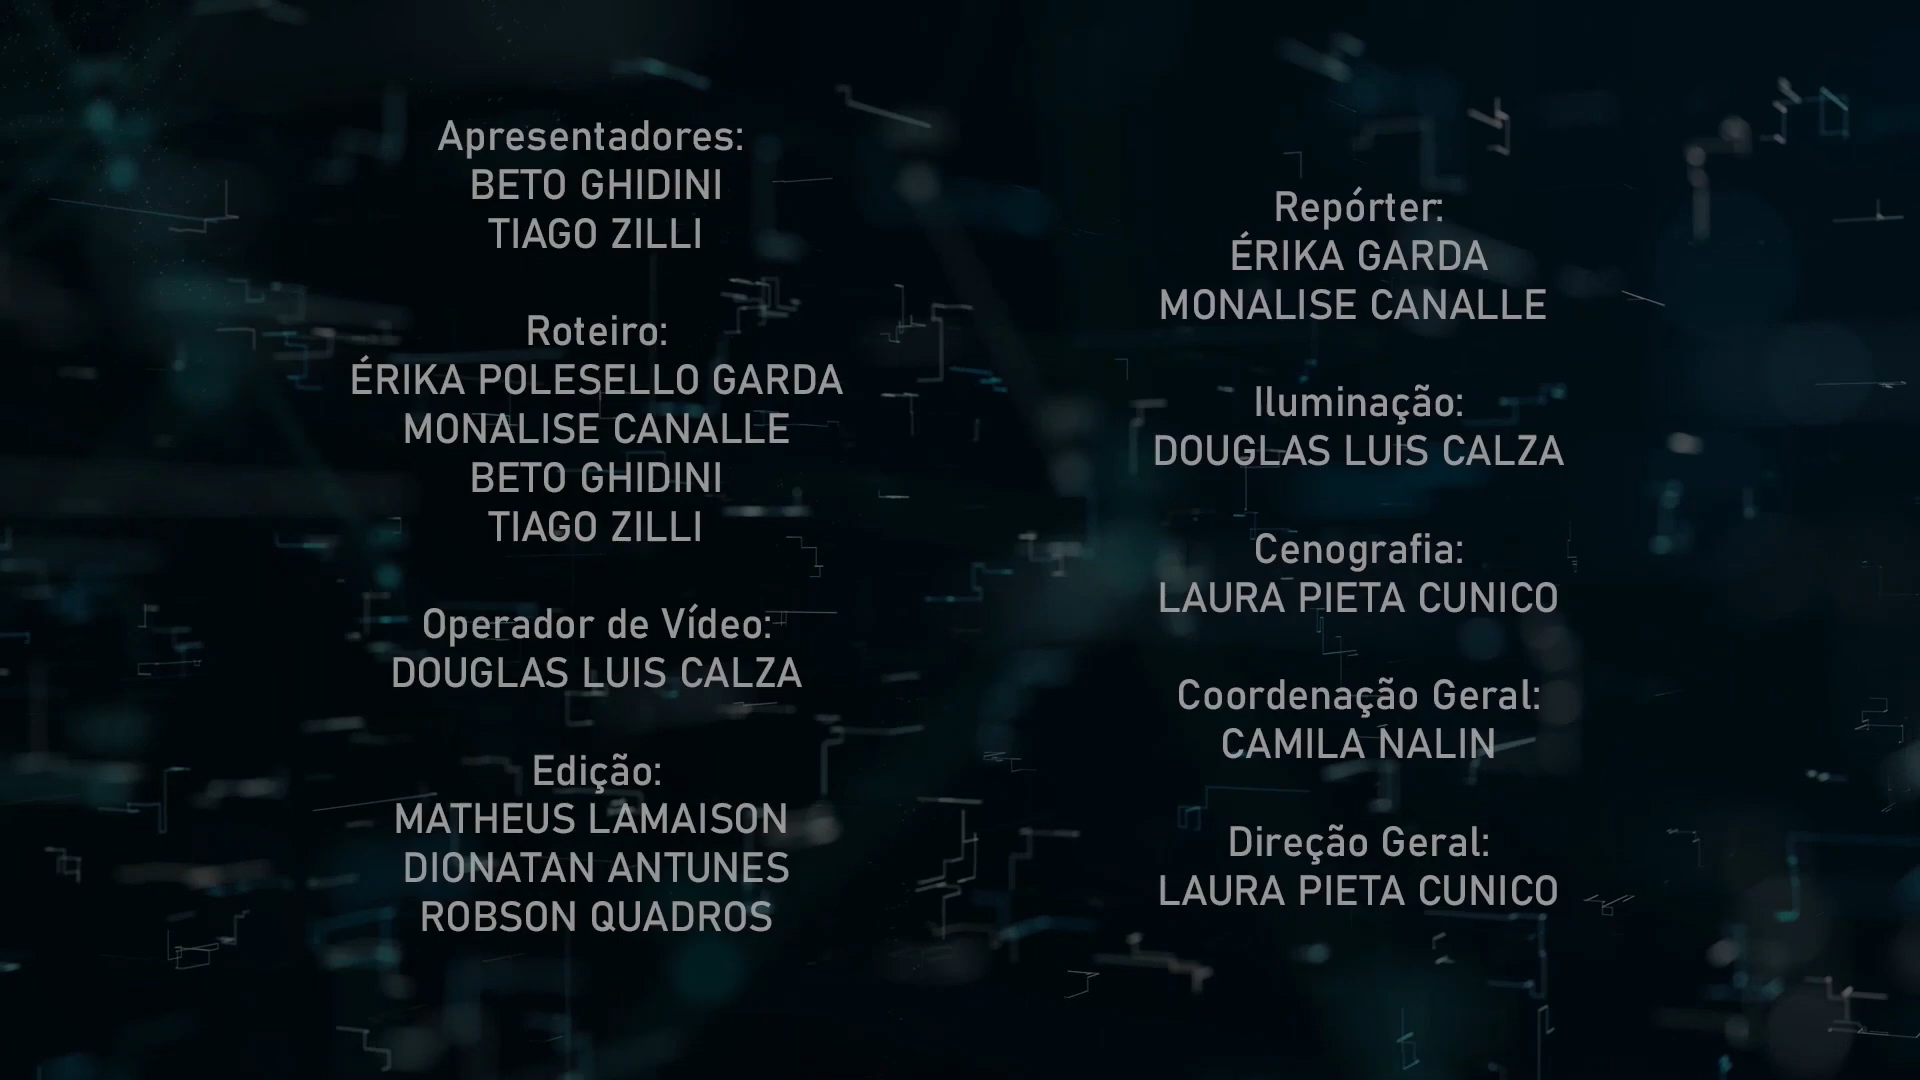 Apresentadores:
BETO GHIDINI
TIAGO ZILLI
Roteiro:
ÉRIKA POLESELLO GARDA
MONALISE CANALLE
BETO GHIDINI
TIAGO ZILLI
Operador de Vídeo:
DOUGLAS LUIS CALZA
Edição:
MATHEUS LAMAISON
DIONATAN ANTUNES
ROBSON QUADROS
Repórter:
ÉRIKA GARDA
MONALISE CANALLE
Iluminação:
DOUGLAS LUIS CALZA
Cenografia:
LAURA PIETA CUNICO
Coordenação Geral:
CAMILA NALIN
Direção Geral:
LAURA PIETA CUNICO